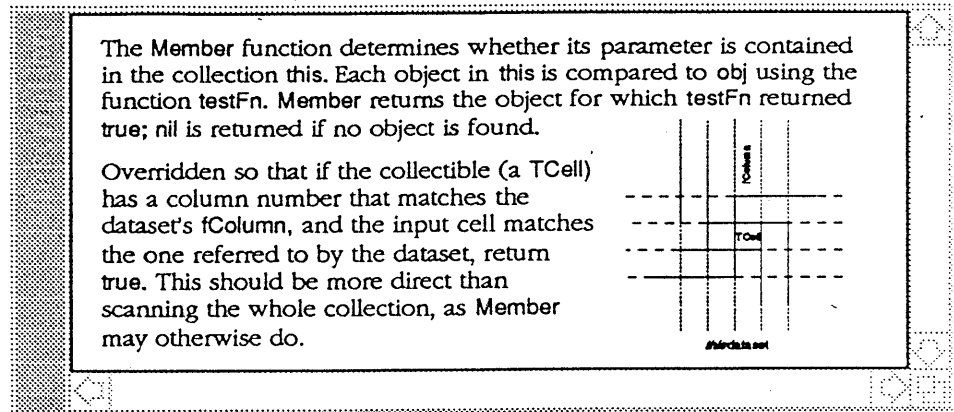 The Member function determines whether its parameter is contained
in the collection this. Each object in this is compared to obj using the
function testFn. Member returns the object for which testFn returned
true; nil is returned if no object is found.
Overridden so that if the collectible (a TCell)
has a column number that matches the
dataset's fColumn, and the input cell matches
the one referred to by the dataset, return
true. This should be more direct than
scanning the whole collection, as Member
may otherwise do.
fColumn
TCell